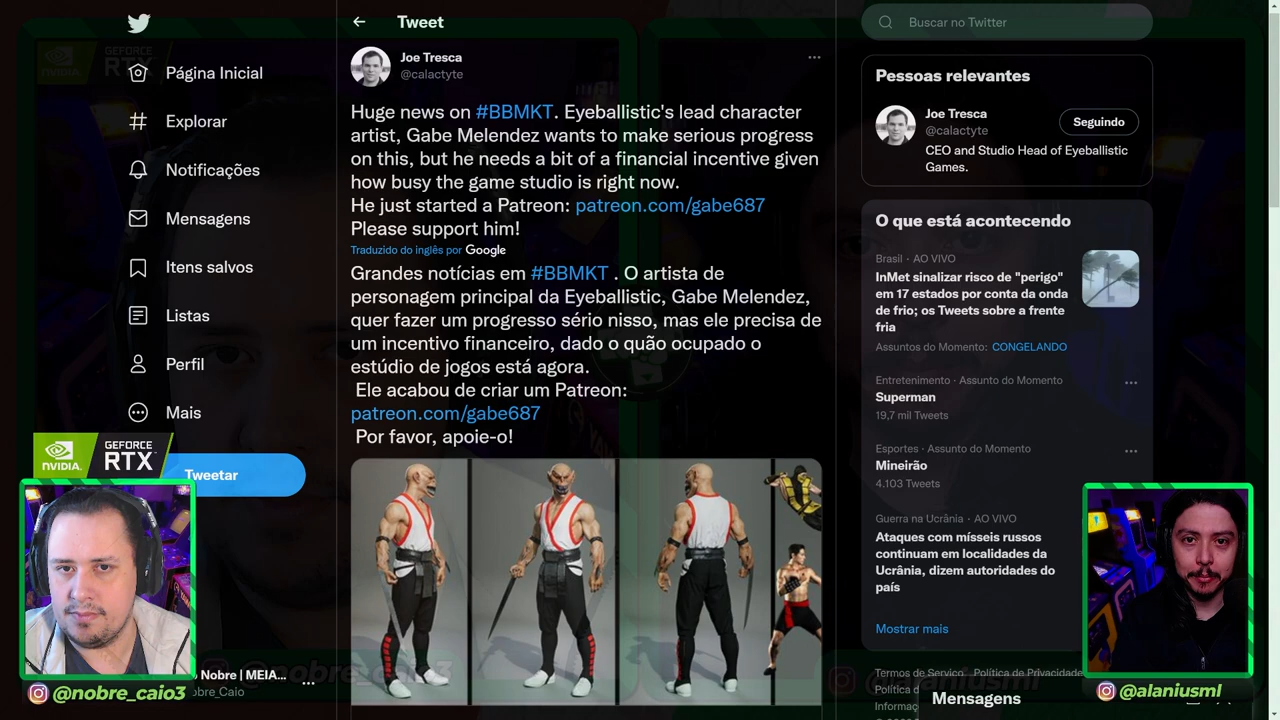 NVIDIA
GEFORCE
RTX
Página Inicial
Explorar
Notificações
Mensagens
Itens salvos
Listas
Perfil
Mais
NVIDIA.
GEFORCE
RTX
Tweetar
Nobre | MEIA...
obre_Caio
...
@nobre_caio3
@nobre_caio3
Tweet
Joe Tresca
@calactyte
Huge news on #BBMKT. Eyeballistic's lead character
artist, Gabe Melendez wants to make serious progress
on this, but he needs a bit of a financial incentive given
how busy the game studio is right now.
He just started a Patreon: patreon.com/gabe687
Please support him!
Traduzido do inglês por Google
Grandes notícias em #BBMKT . O artista de
personagem principal da Eyeballistic, Gabe Melendez,
quer fazer um progresso sério nisso, mas ele precisa de
um incentivo financeiro, dado o quão ocupado o
estúdio de jogos está agora.
Ele acabou de criar um Patreon:
patreon.com/gabe687
Por favor, apoie-o!
Buscar no Twitter
Pessoas relevantes
Joe Tresca
@calactyte
Seguindo
CEO and Studio Head of Eyeballistic
Games.
O que está acontecendo
Brasil · AO VIVO
InMet sinalizar risco de "perigo"
em 17 estados por conta da onda
de frio; os Tweets sobre a frente
fria
Assuntos do Momento: CONGELANDO
Entretenimento · Assunto do Momento
Superman
19,7 mil Tweets
Esportes · Assunto do Momento
Mineirão
4.103 Tweets
Guerra na Ucrânia · AO VIVO
Ataques com mísseis russos
continuam em localidades da
Ucrânia, dizem autoridades do
país
Mostrar mais
Termos de Serviço Política de Privacidade
Política d
Informaç
Mensagens
@alaniusml
@alaniusml